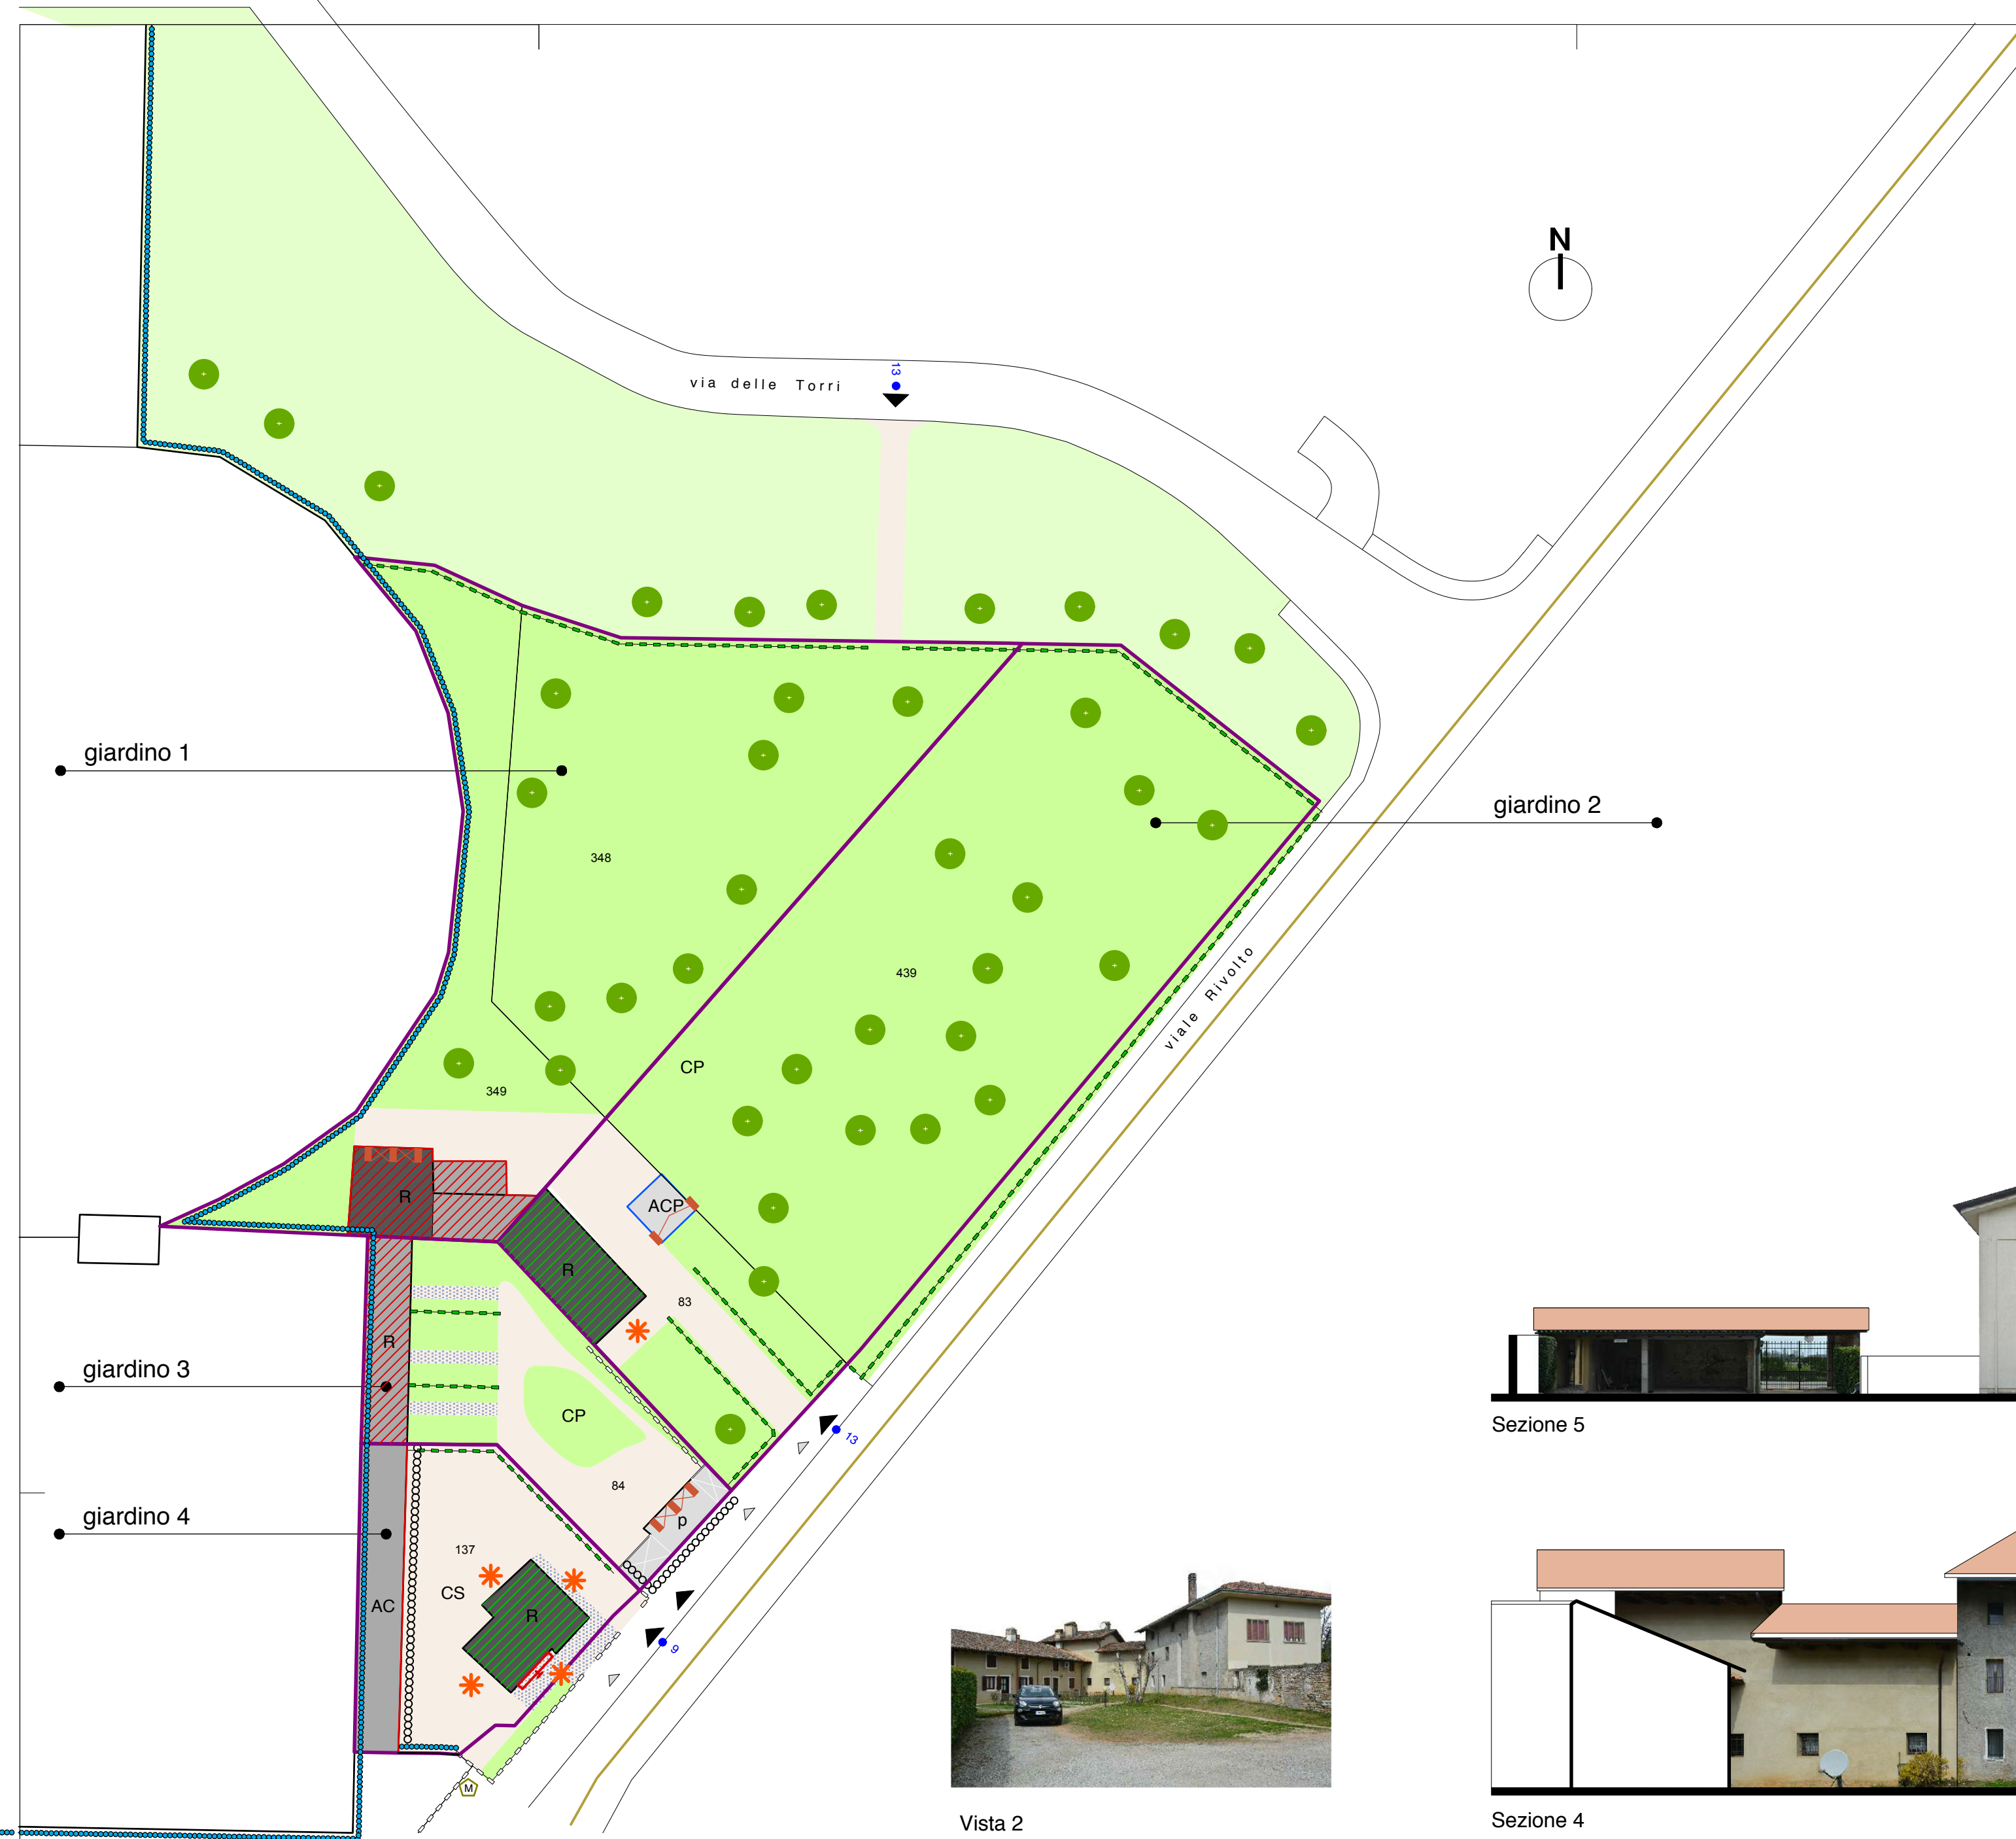 N
13
via delle Torri
giardino 1
giardino 2
348
439
viale Rivolto
CP
349
R
ACP
R
83
R
giardino 3
CP
13
Sezione 5
84
p
giardino 4
137
CS
AC
R
9
M
Vista 2
Sezione 4